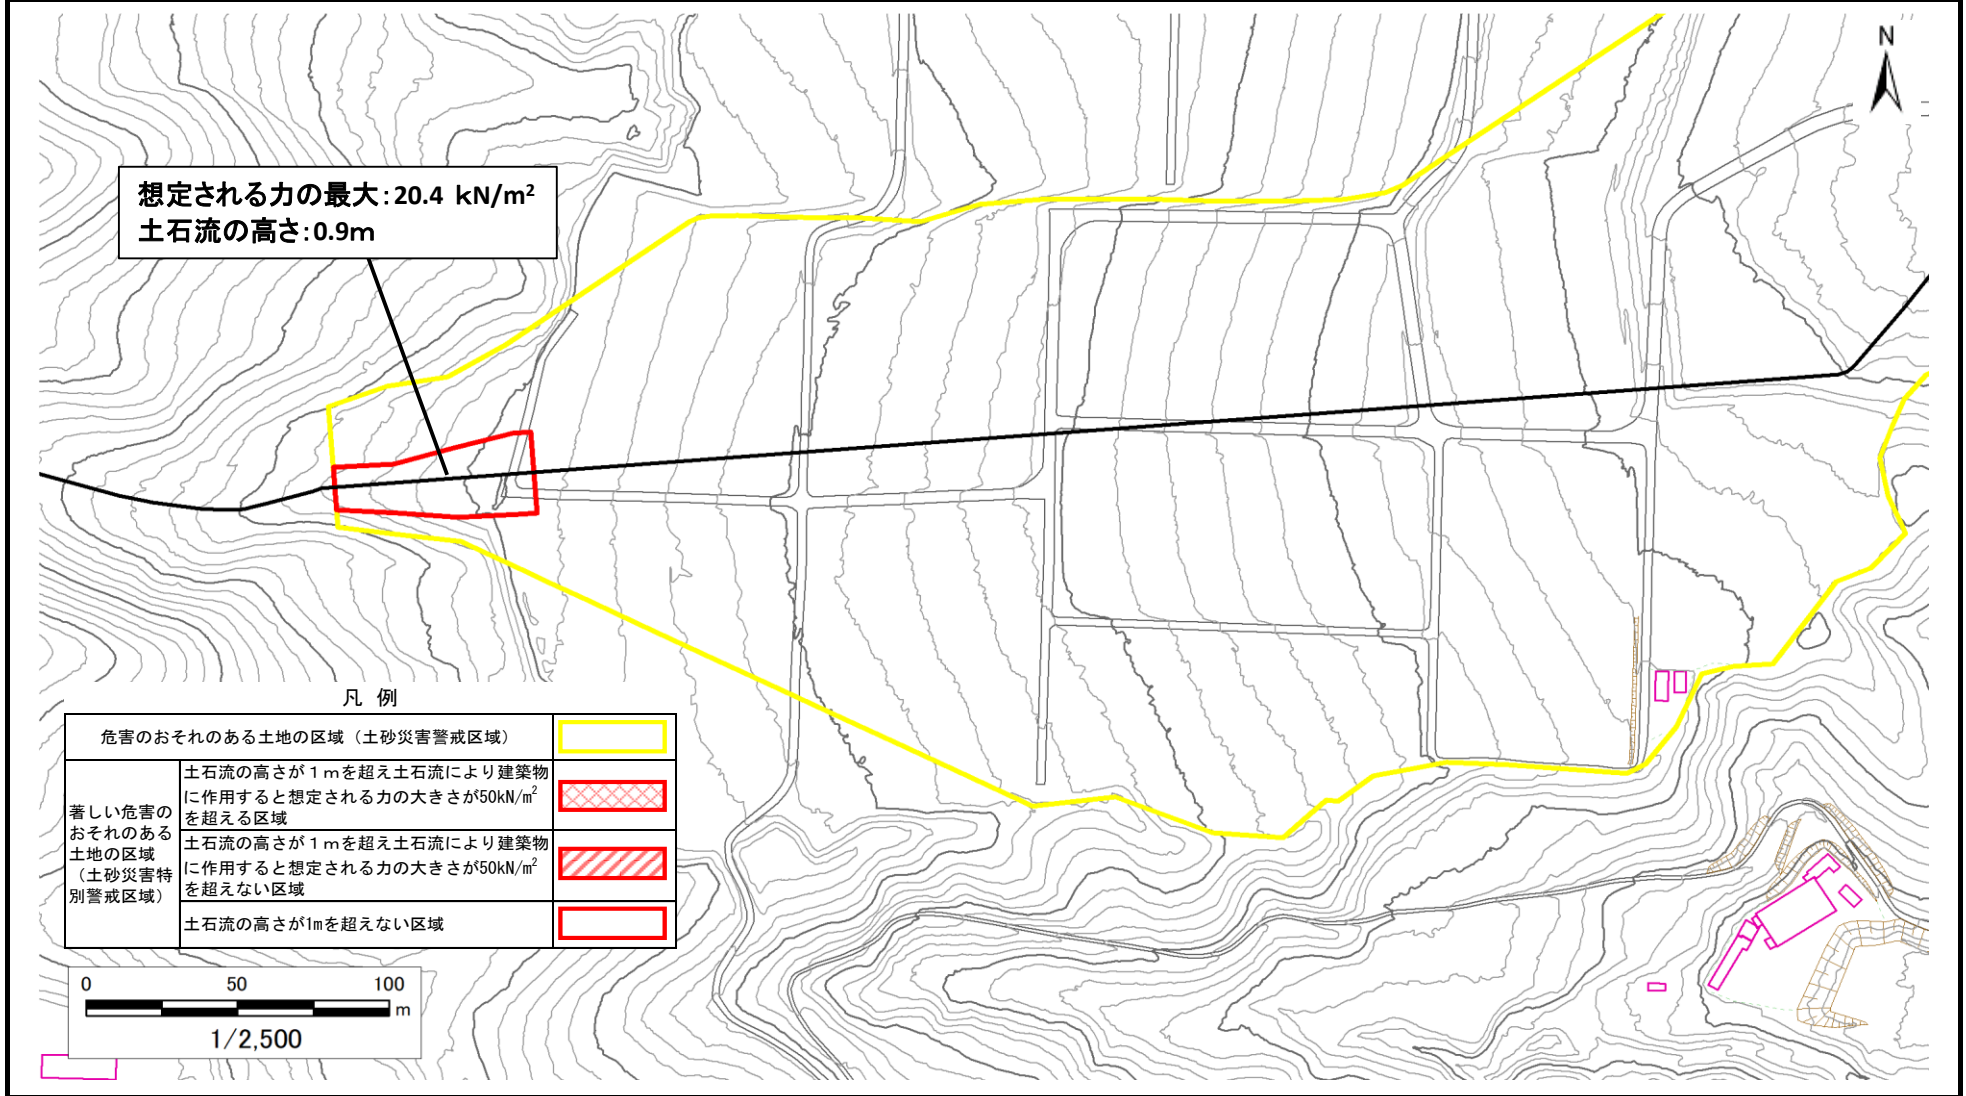 N
想定される力の最大:20.4 kN/m²
土石流の高さ:0.9m
凡 例
危害のおそれのある土地の区域（土砂災害警戒区域）
著しい危害の
おそれのある
土地の区域
（土砂災害特
別警戒区域）
土石流の高さが１ｍを超え土石流により建築物
に作用すると想定される力の大きさが50kN/㎡
を超える区域
土石流の高さが１ｍを超え土石流により建築物
に作用すると想定される力の大きさが50kN/㎡
を超えない区域
土石流の高さが1mを超えない区域
0 50 100
m
1/2,500